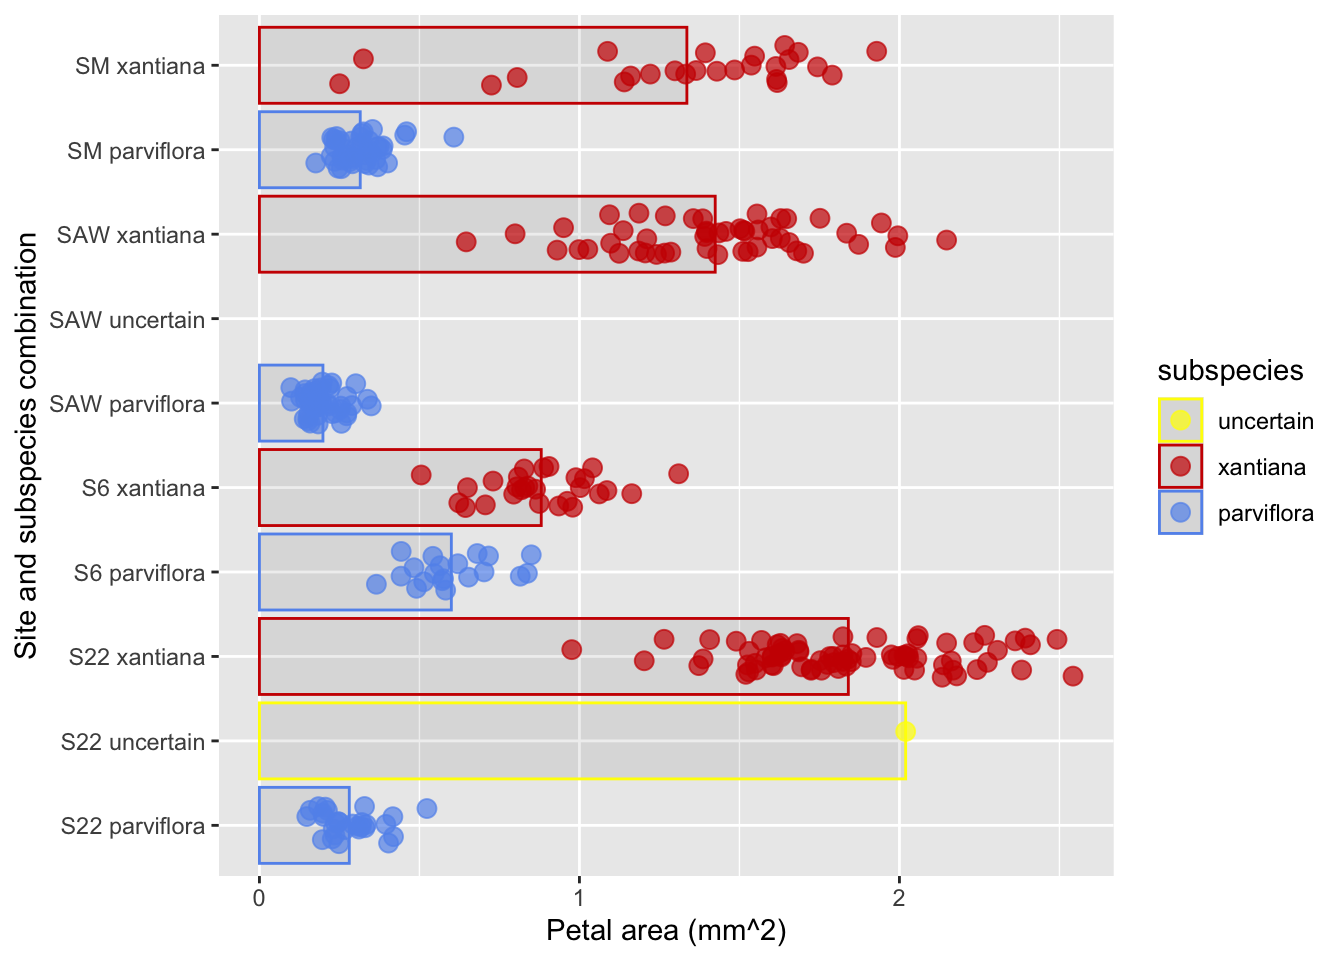 Site and subspecies combination
SM xantiana
SM parviflora
SAW xantiana
SAW uncertain
SAW parviflora
S6 xantiana
S6 parviflora
S22 xantiana
S22 uncertain
S22 parviflora
0 1 2
Petal area (mm^2)
subspecies
uncertain
xantiana
parviflora